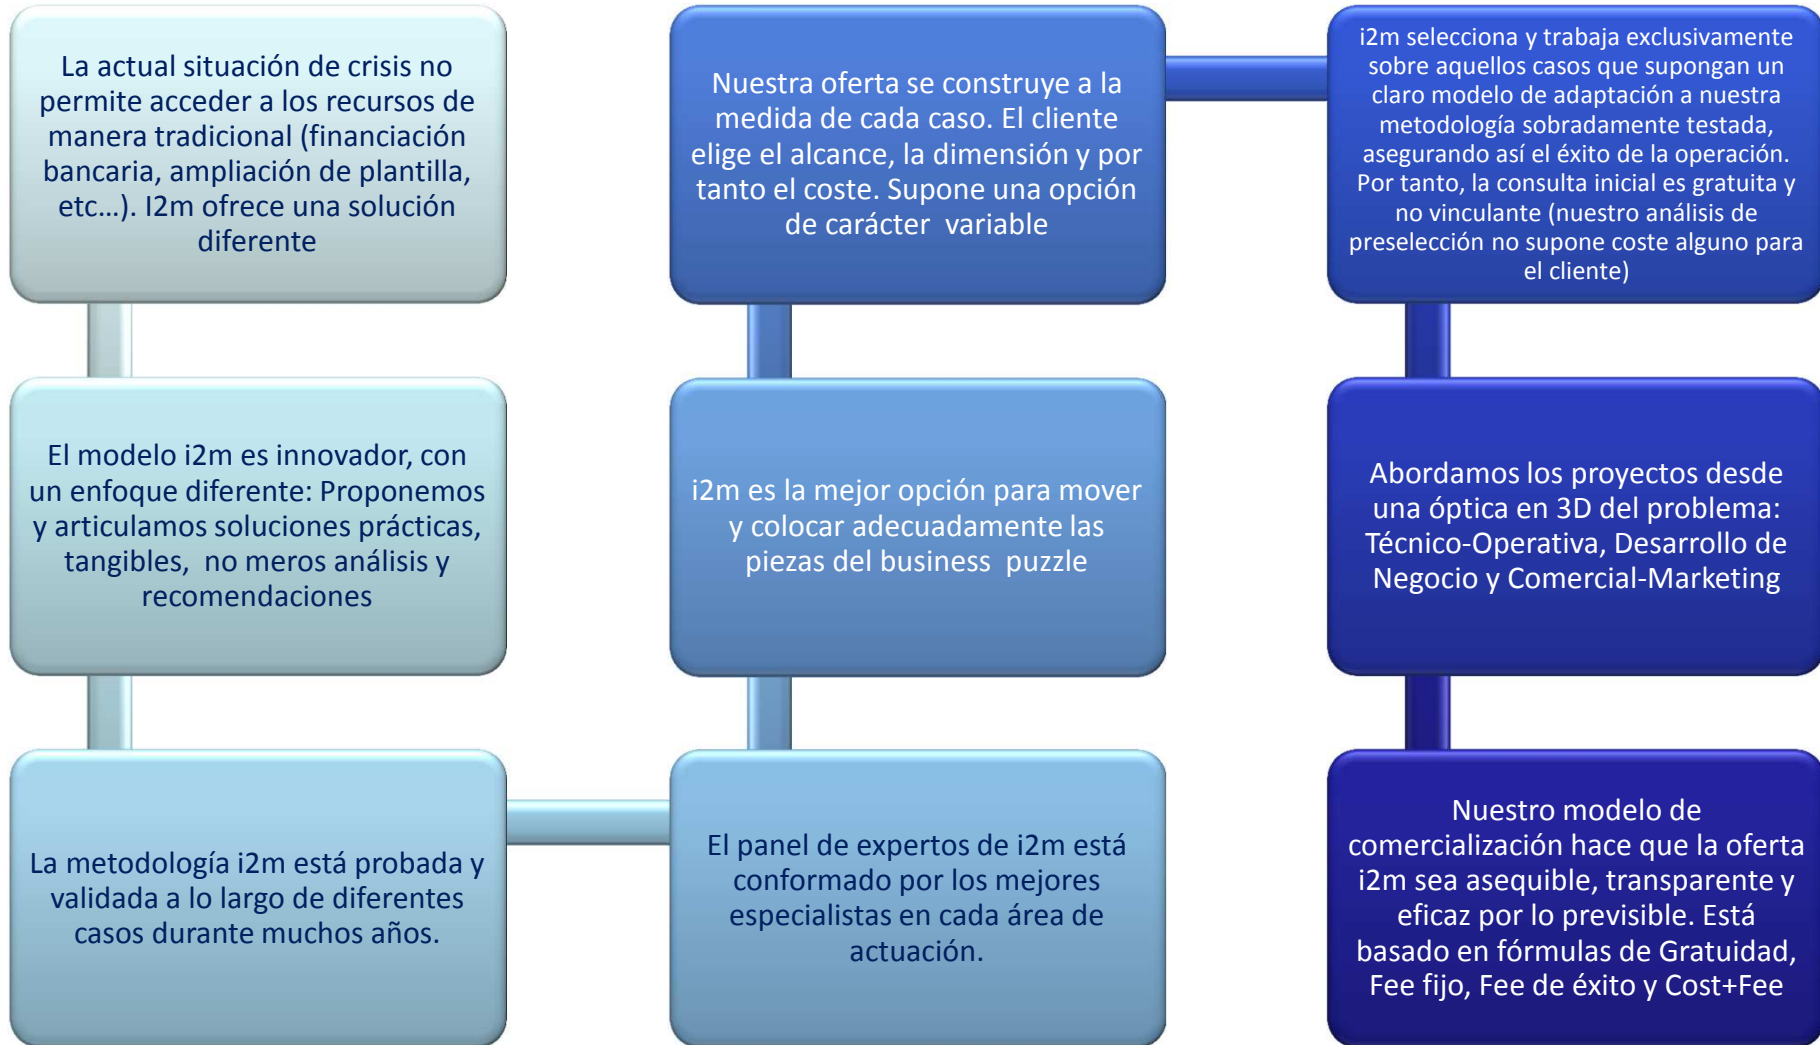 La actual situación de crisis no
permite acceder a los recursos de
manera tradicional (financiación
bancaria, ampliación de plantilla,
etc...). I2m ofrece una solución
diferente
El modelo i2m es innovador, con
un enfoque diferente: Proponemos
y articulamos soluciones prácticas,
tangibles, no meros análisis y
recomendaciones
La metodología i2m está probada y
validada a lo largo de diferentes
casos durante muchos años.
El panel de expertos de i2m está
conformado por los mejores
especialistas en cada área de
actuación.
i2m es la mejor opción para mover
y colocar adecuadamente las
piezas del business puzzle
Nuestra oferta se construye a la
medida de cada caso. El cliente
elige el alcance, la dimensión y por
tanto el coste. Supone una opción
de carácter variable
i2m selecciona y trabaja exclusivamente
sobre aquellos casos que supongan un
claro modelo de adaptación a nuestra
metodología sobradamente testada,
asegurando así el éxito de la operación.
Por tanto, la consulta inicial es gratuita y
no vinculante (nuestro análisis de
preselección no supone coste alguno para
el cliente)
Abordamos los proyectos desde
una óptica en 3D del problema:
Técnico-Operativa, Desarrollo de
Negocio y Comercial-Marketing
Nuestro modelo de
comercialización hace que la oferta
i2m sea asequible, transparente y
eficaz por lo previsible. Está
basado en fórmulas de Gratuidad,
Fee fijo, Fee de éxito y Cost+Fee